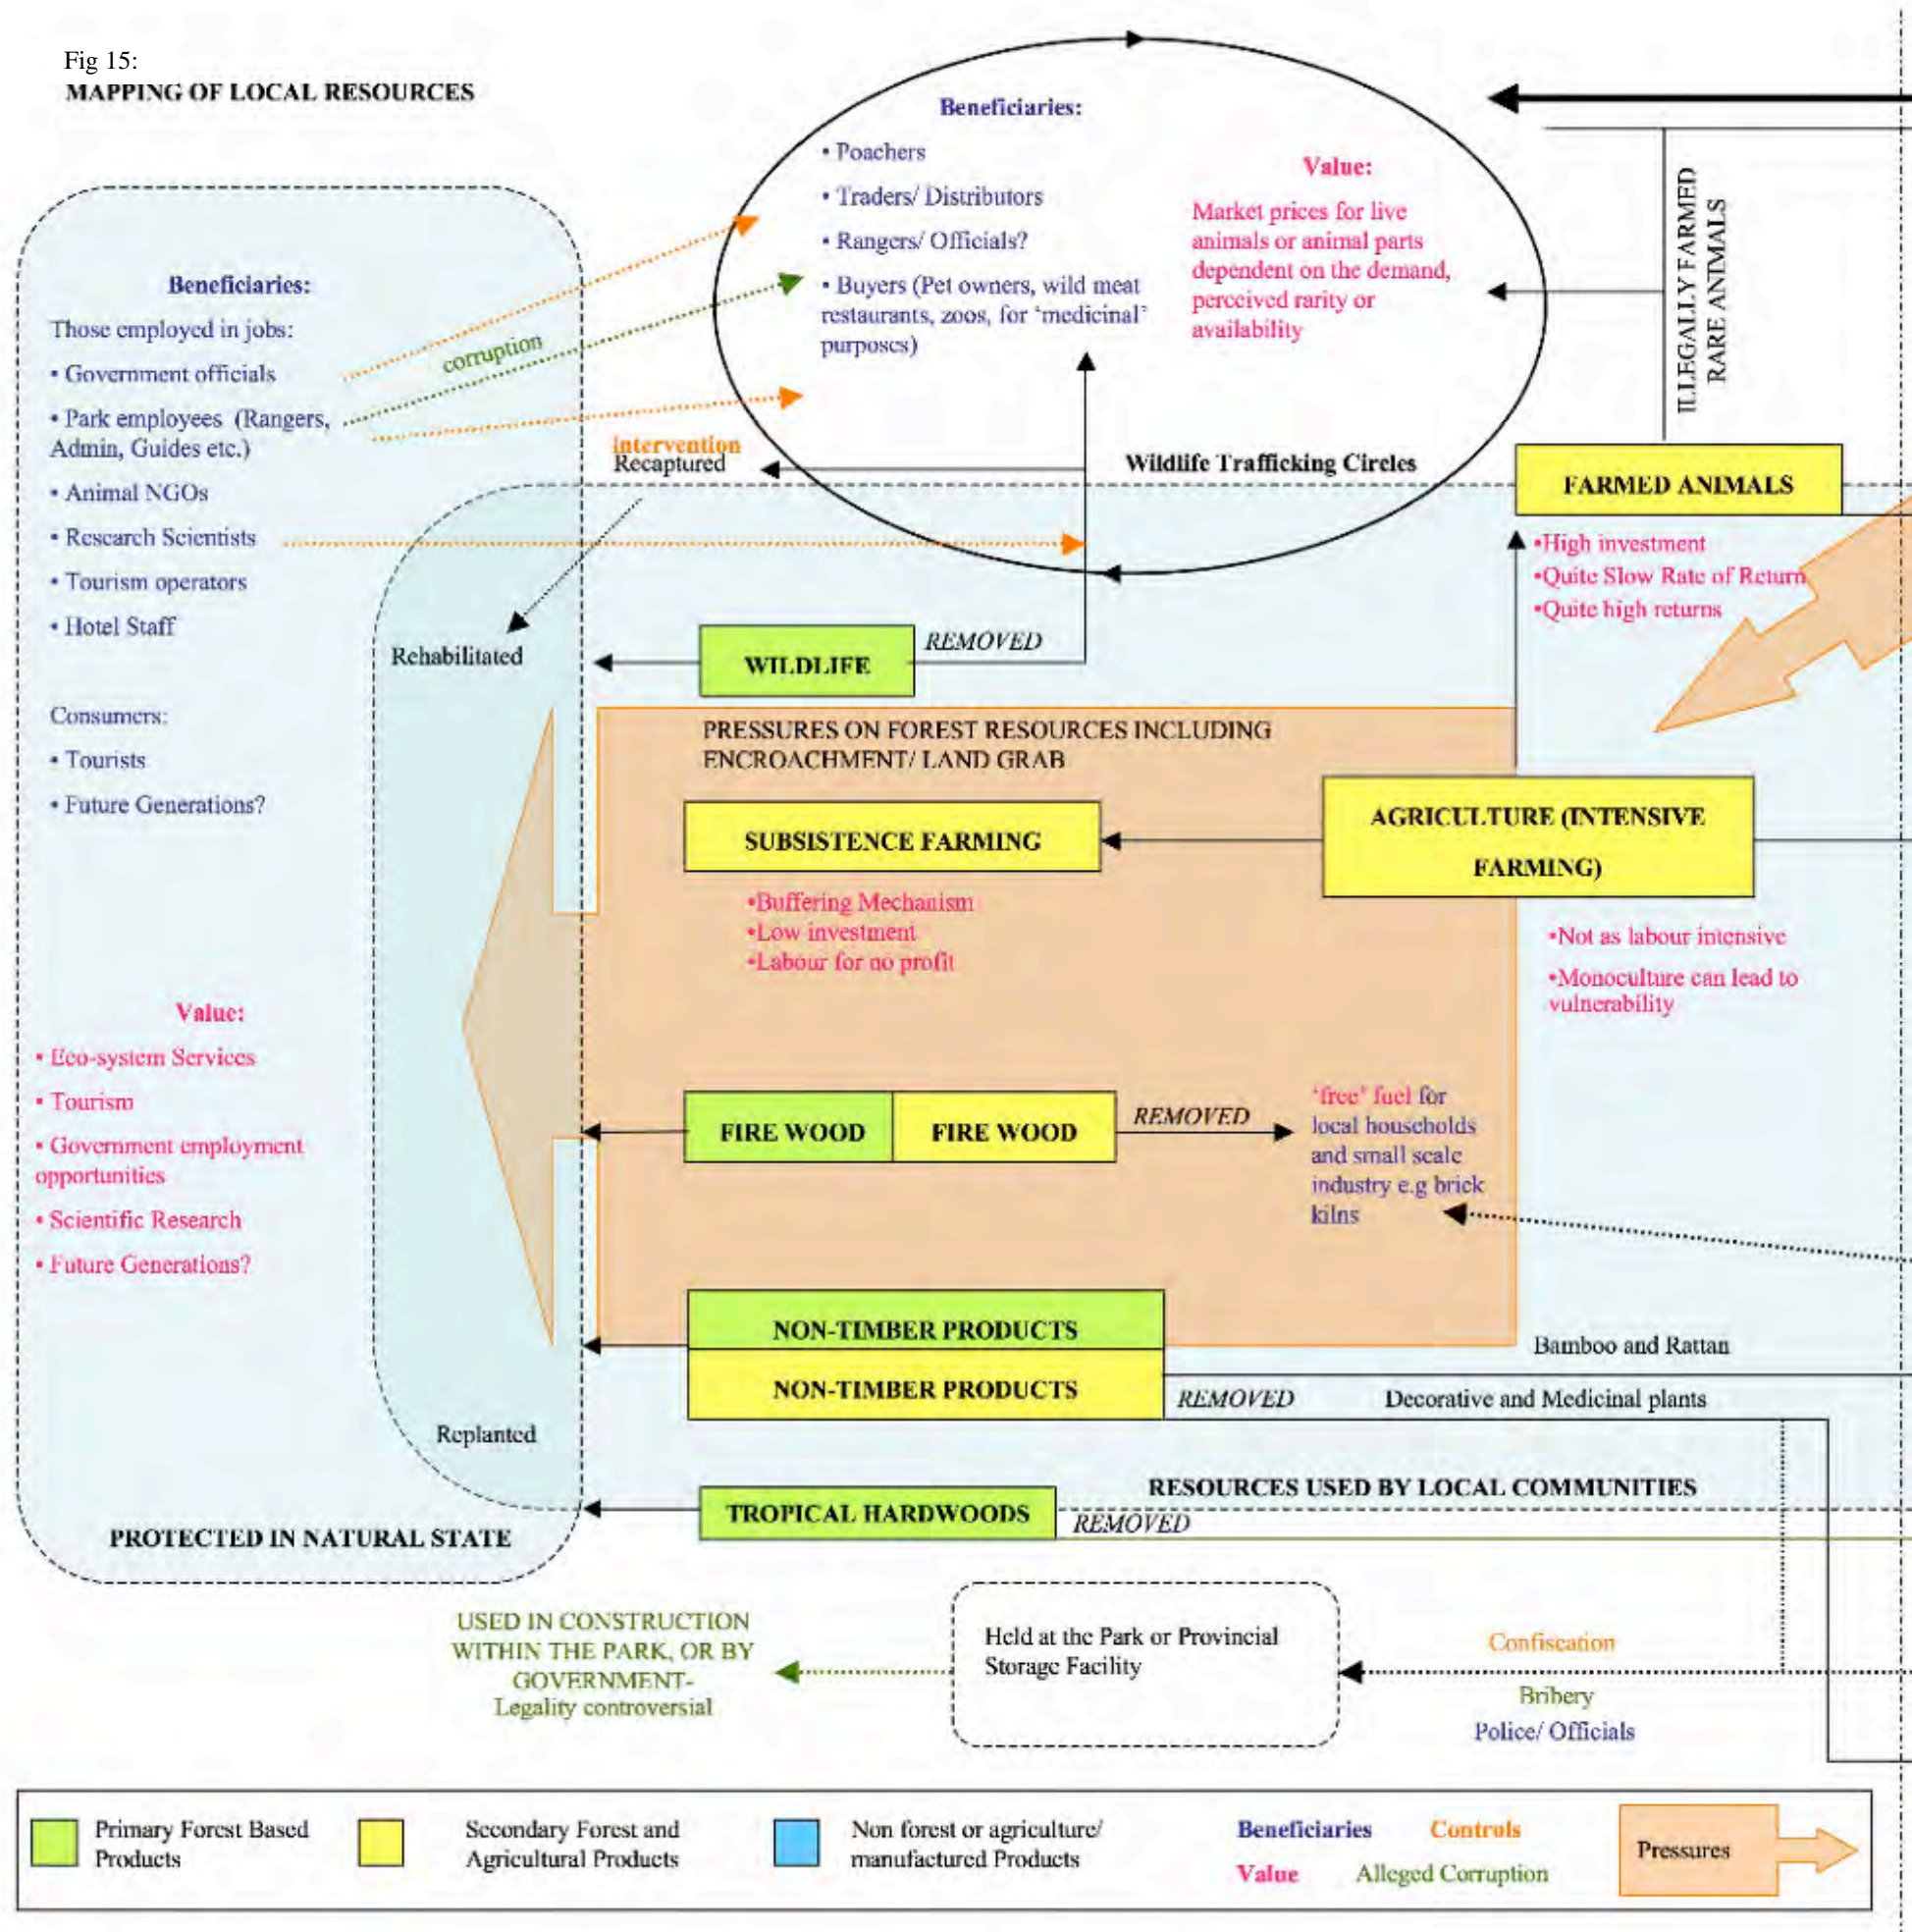 Fig 15:
MAPPING OF LOCAL RESOURCES
Beneficiaries:
Those employed in jobs:
• Government officials
• Park employees (Rangers,
Admin, Guides etc.)
• Animal NGOs
• Research Scientists
• Tourism operators
• Hotel Staff
Consumers:
• Tourists
• Future Generations?
Value:
• Eco-system Services
• Tourism
• Government employment
opportunities
• Scientific Research
• Future Generations?
PROTECTED IN NATURAL STATE
corruption
intervention
Recaptured
Rehabilitated
Replanted
Beneficiaries:
• Poachers
• Traders/ Distributors
• Rangers/ Officials?
• Buyers (Pet owners, wild meat
restaurants, zoos, for ‘medicinal’
purposes)
Value:
Market prices for live
animals or animal parts
dependent on the demand,
perceived rarity or
availability
Wildlife Trafficking Circles
ILLEGALLY FARMED
RARE ANIMALS
FARMED ANIMALS
•High investment
•Quite Slow Rate of Return
•Quite high returns
WILDLIFE
REMOVED
PRESSURES ON FOREST RESOURCES INCLUDING
ENCROACHMENT/ LAND GRAB
SUBSISTENCE FARMING
•Buffering Mechanism
•Low investment
•Labour for no profit
AGRICULTURE (INTENSIVE
FARMING)
•Not as labour intensive
•Monoculture can lead to
vulnerability
FIRE WOOD
FIRE WOOD
REMOVED
‘free’ fuel for
local households
and small scale
industry e.g brick
kilns
NON-TIMBER PRODUCTS
NON-TIMBER PRODUCTS
Bamboo and Rattan
REMOVED
Decorative and Medicinal plants
RESOURCES USED BY LOCAL COMMUNITIES
TROPICAL HARDWOODS
REMOVED
USED IN CONSTRUCTION
WITHIN THE PARK, OR BY
GOVERNMENT-
Legality controversial
Held at the Park or Provincial
Storage Facility
Confiscation
Bribery
Police/ Officials
Primary Forest Based
Products
Secondary Forest and
Agricultural Products
Non forest or agriculture/
manufactured Products
Beneficiaries
Controls
Value
Alleged Corruption
Pressures